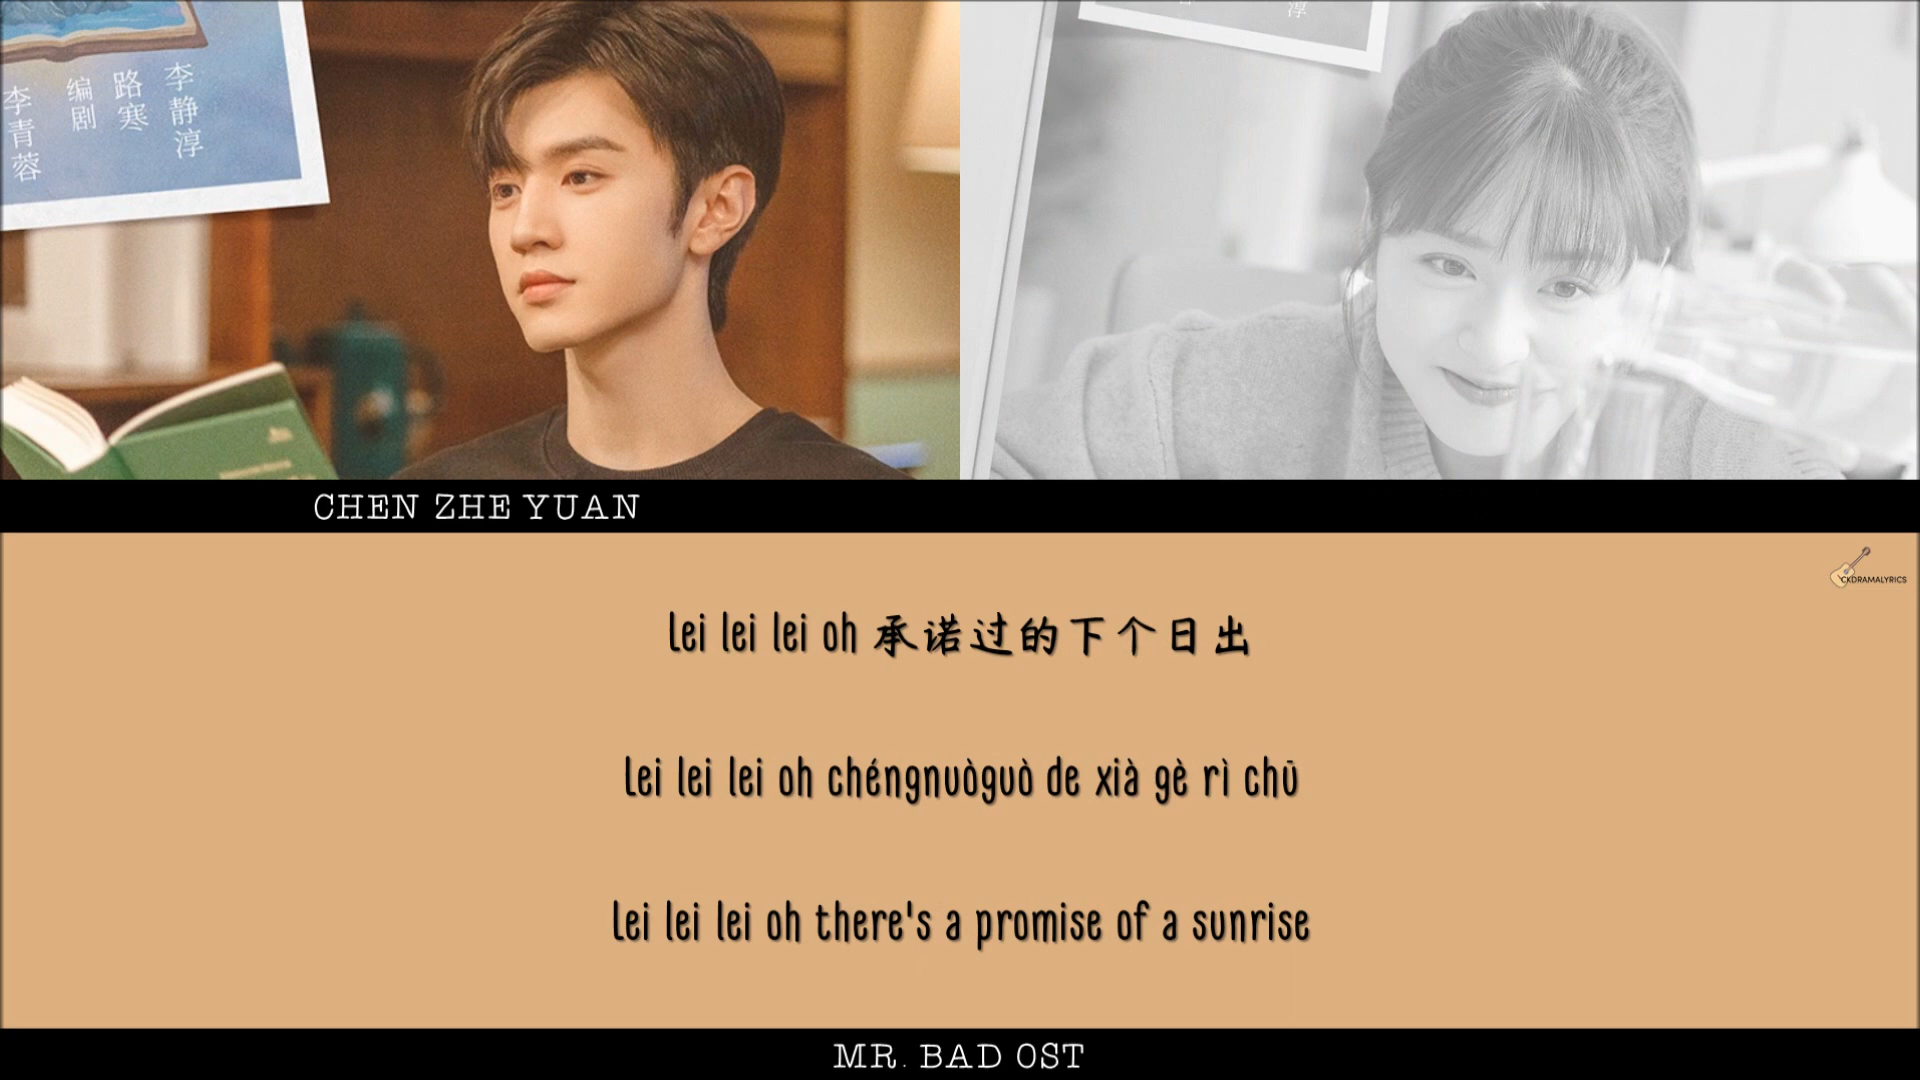 李静淳
路寒
编剧
李青蓉
淳
CHEN ZHE YUAN
CKDRAMALYRICS
lei lei lei oh 承诺过的下个日出
lei lei lei oh chéngnuòguò de xià gè rì chū
lei lei lei oh there's a promise of a sunrise
MR. BAD OST